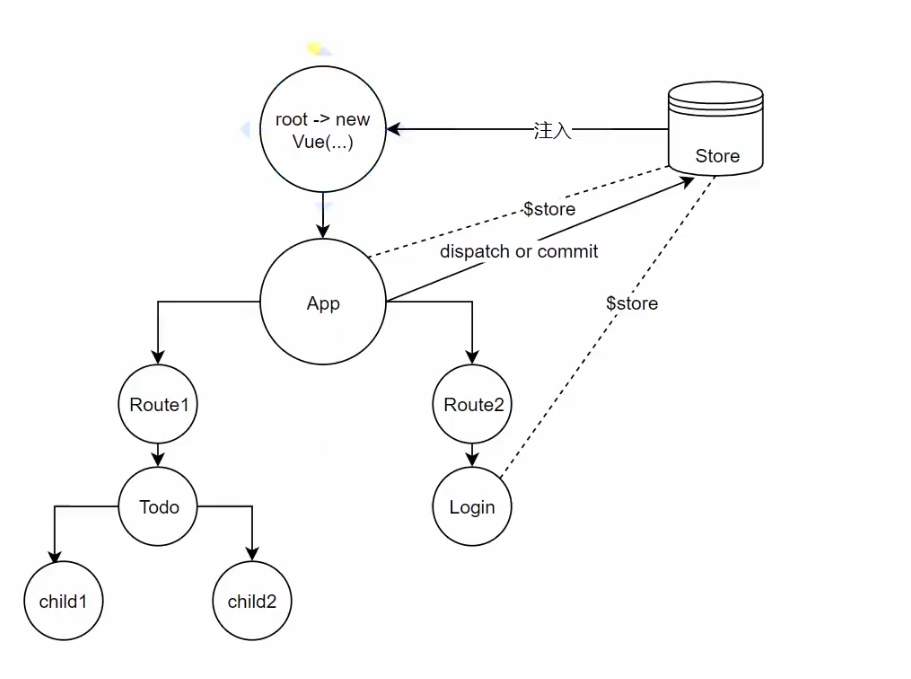 root -> new
Vue(...)
注入
Store
$store
dispatch or commit
App
$store
Route1
Route2
Todo
Login
child1
child2